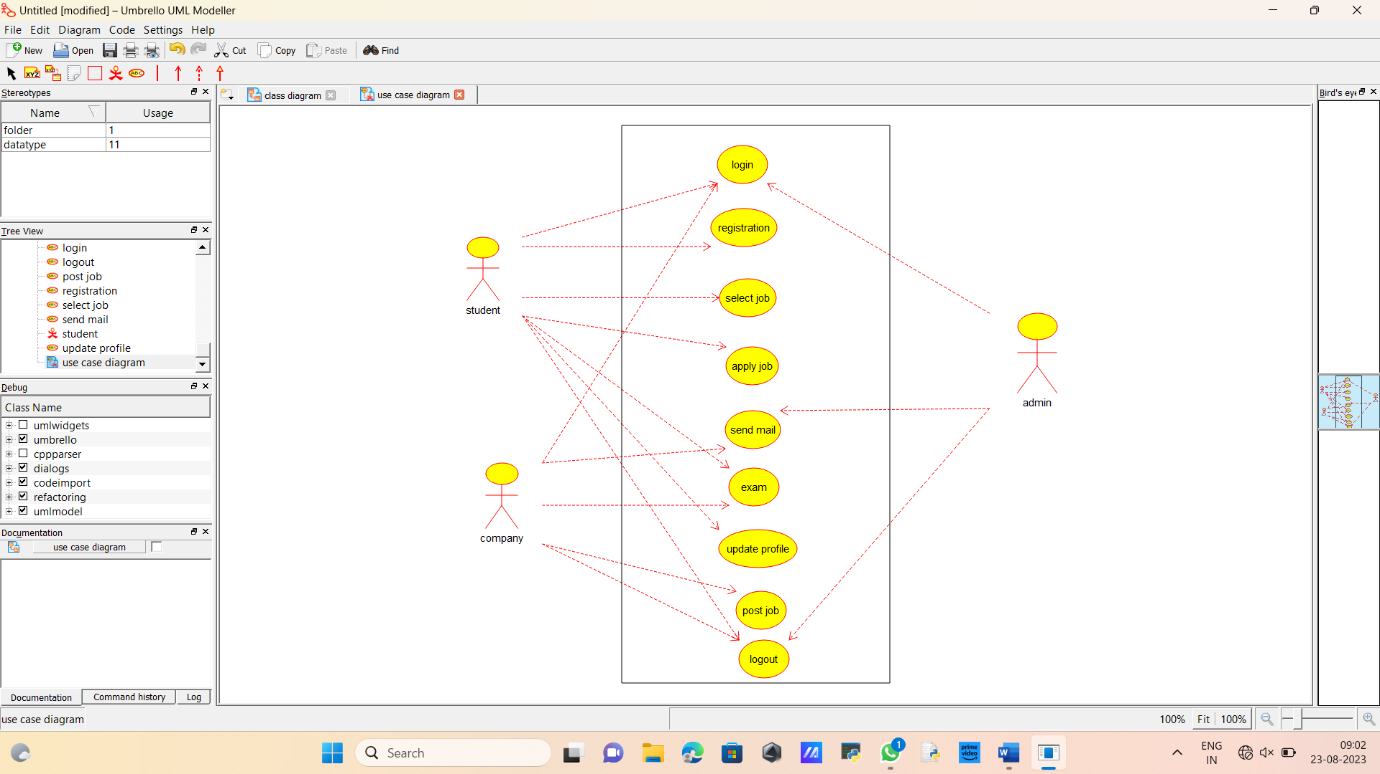 Untitled [modified] – Umbrello UML Modeller
File Edit Diagram Code Settings Help
New Open Cut Copy Paste Find
XYZ ABC
Stereotypes
Name Usage
folder 1
datatype 11
Tree View
login
logout
post job
registration
select job
send mail
student
update profile
use case diagram
Debug
Class Name
umlwidgets
umbrello
cppparser
dialogs
codeimport
refactoring
umlmodel
Documentation
use case diagram
Documentation Command history Log
class diagram use case diagram
login
registration
student
select job
apply job
admin
send mail
company
exam
update profile
post job
logout
Bird's eye
use case diagram
100% Fit 100%
Search
1
prime video
ENG
IN
09:02
23-08-2023